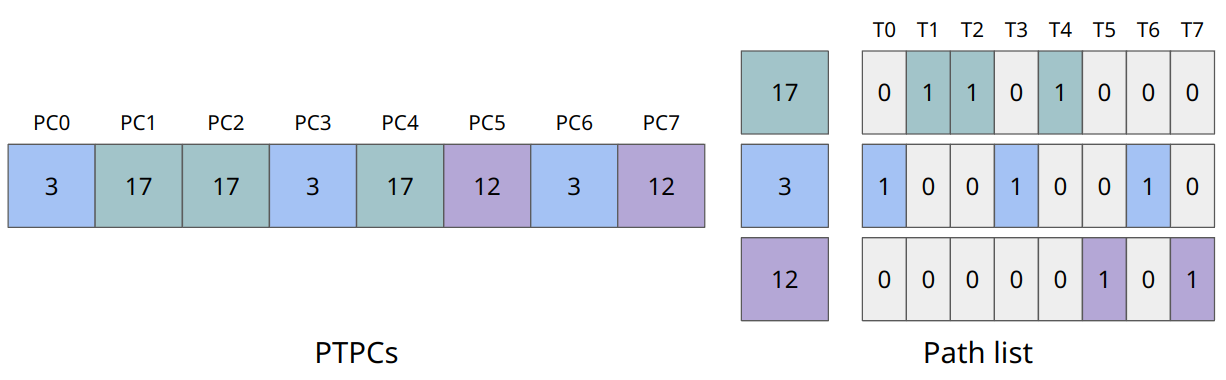 PC0 PC1 PC2 PC3 PC4 PC5 PC6 PC7
3 17 17 3 17 12 3 12
PTPCs
T0 T1 T2 T3 T4 T5 T6 T7
17 0 1 1 0 1 0 0 0
3 1 0 0 1 0 0 1 0
12 0 0 0 0 0 1 0 1
Path list